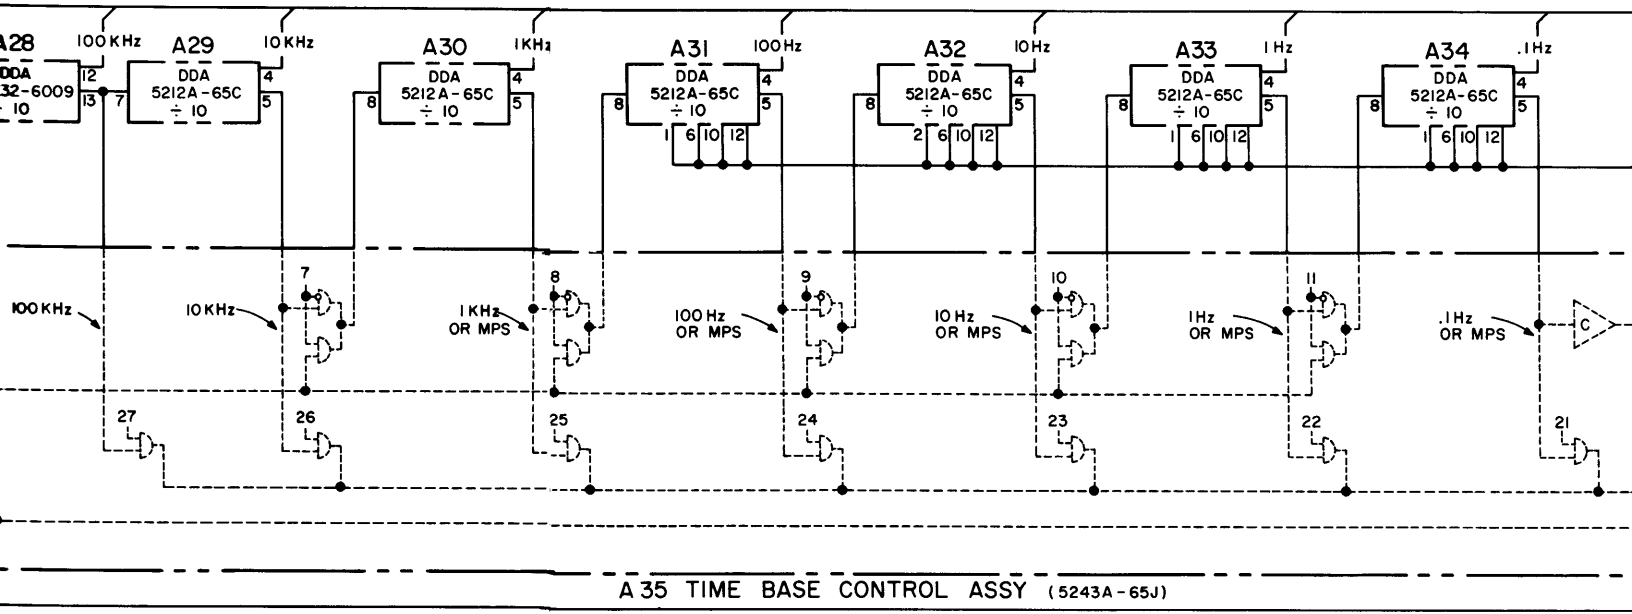 100 KHz
10 KHz
1 KHz
100 Hz
10 Hz
1 Hz
.1 Hz
A28
A29
A30
A31
A32
A33
A34
DDA
32-6009
÷ 10
12
13
DDA
5212A-65C
÷ 10
7
4
5
DDA
5212A-65C
÷ 10
8
4
5
DDA
5212A-65C
÷ 10
8
4
5
1 6 10 12
DDA
5212A-65C
÷ 10
8
4
5
2 6 10 12
DDA
5212A-65C
÷ 10
8
4
5
1 6 10 12
DDA
5212A-65C
÷ 10
8
4
5
1 6 10 12
7
8
9
10
11
100 KHz
10 KHz
1 KHz
OR MPS
100 Hz
OR MPS
10 Hz
OR MPS
1 Hz
OR MPS
.1 Hz
OR MPS
C
27
26
25
24
23
22
21
A 35 TIME BASE CONTROL ASSY (5243A-65J)